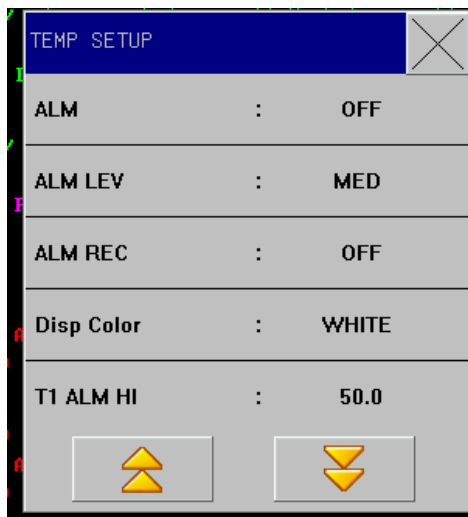 TEMP SETUP
ALM : OFF
ALM LEV : MED
ALM REC : OFF
Disp Color : WHITE
T1 ALM HI : 50.0